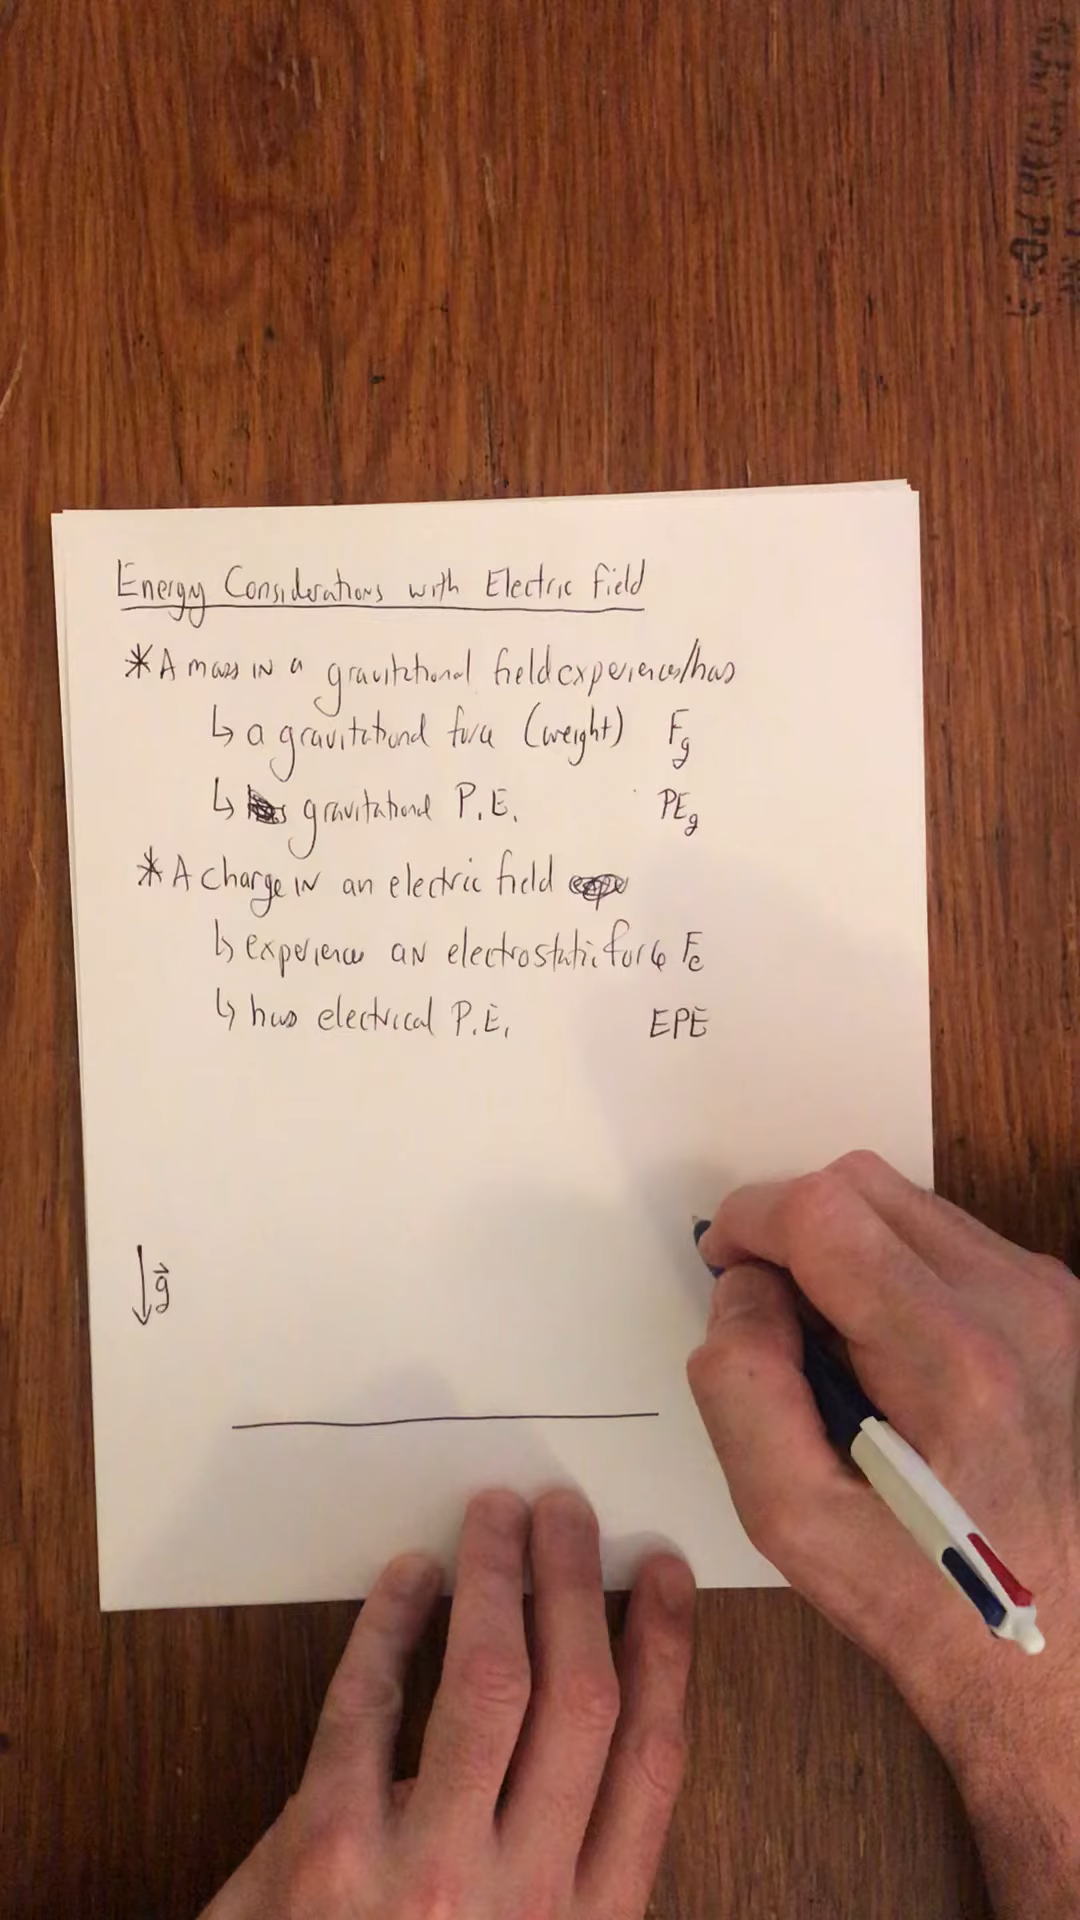 Energy Considerations with Electric Field
* A mass in a gravitational field experiences/has
↳ a gravitational force (weight) Fg
↳ gravitational P.E. PEg
* A charge in an electric field
↳ experiences an electrostatic force Fe
↳ has electrical P.E. EPE
g